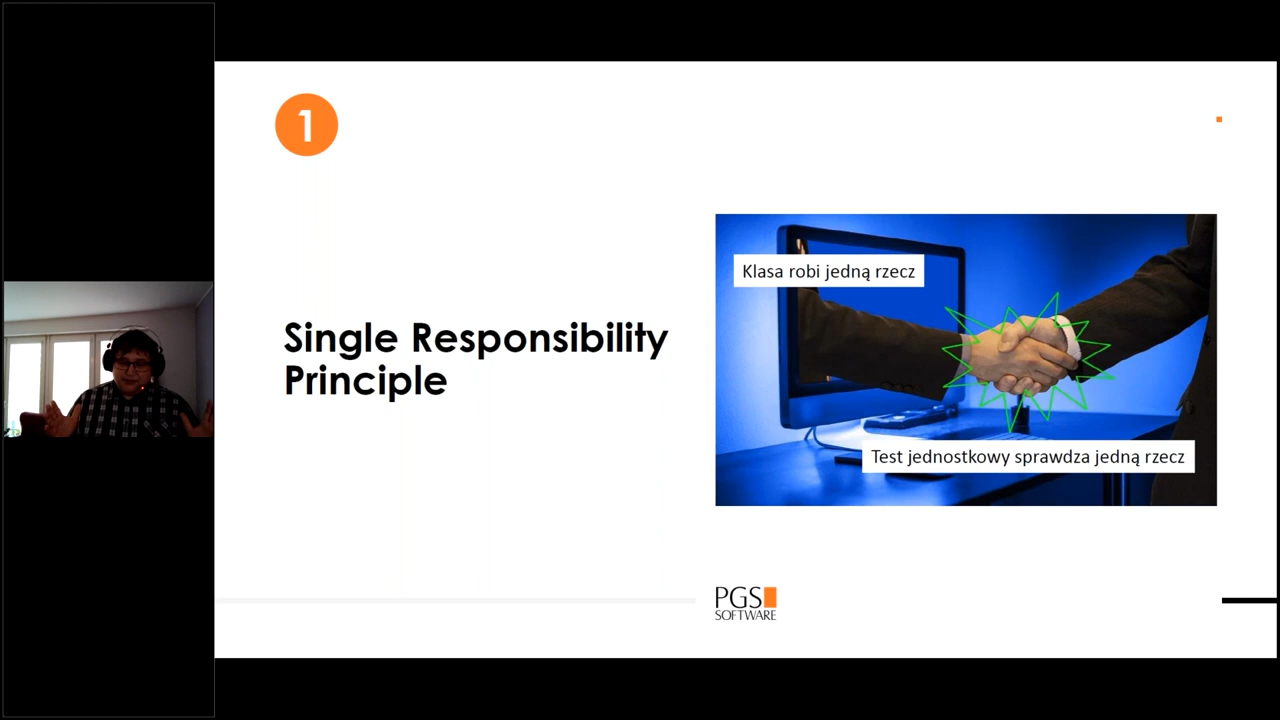 1
Single Responsibility
Principle
Klasa robi jedną rzecz
Test jednostkowy sprawdza jedną rzecz
PGS
SOFTWARE